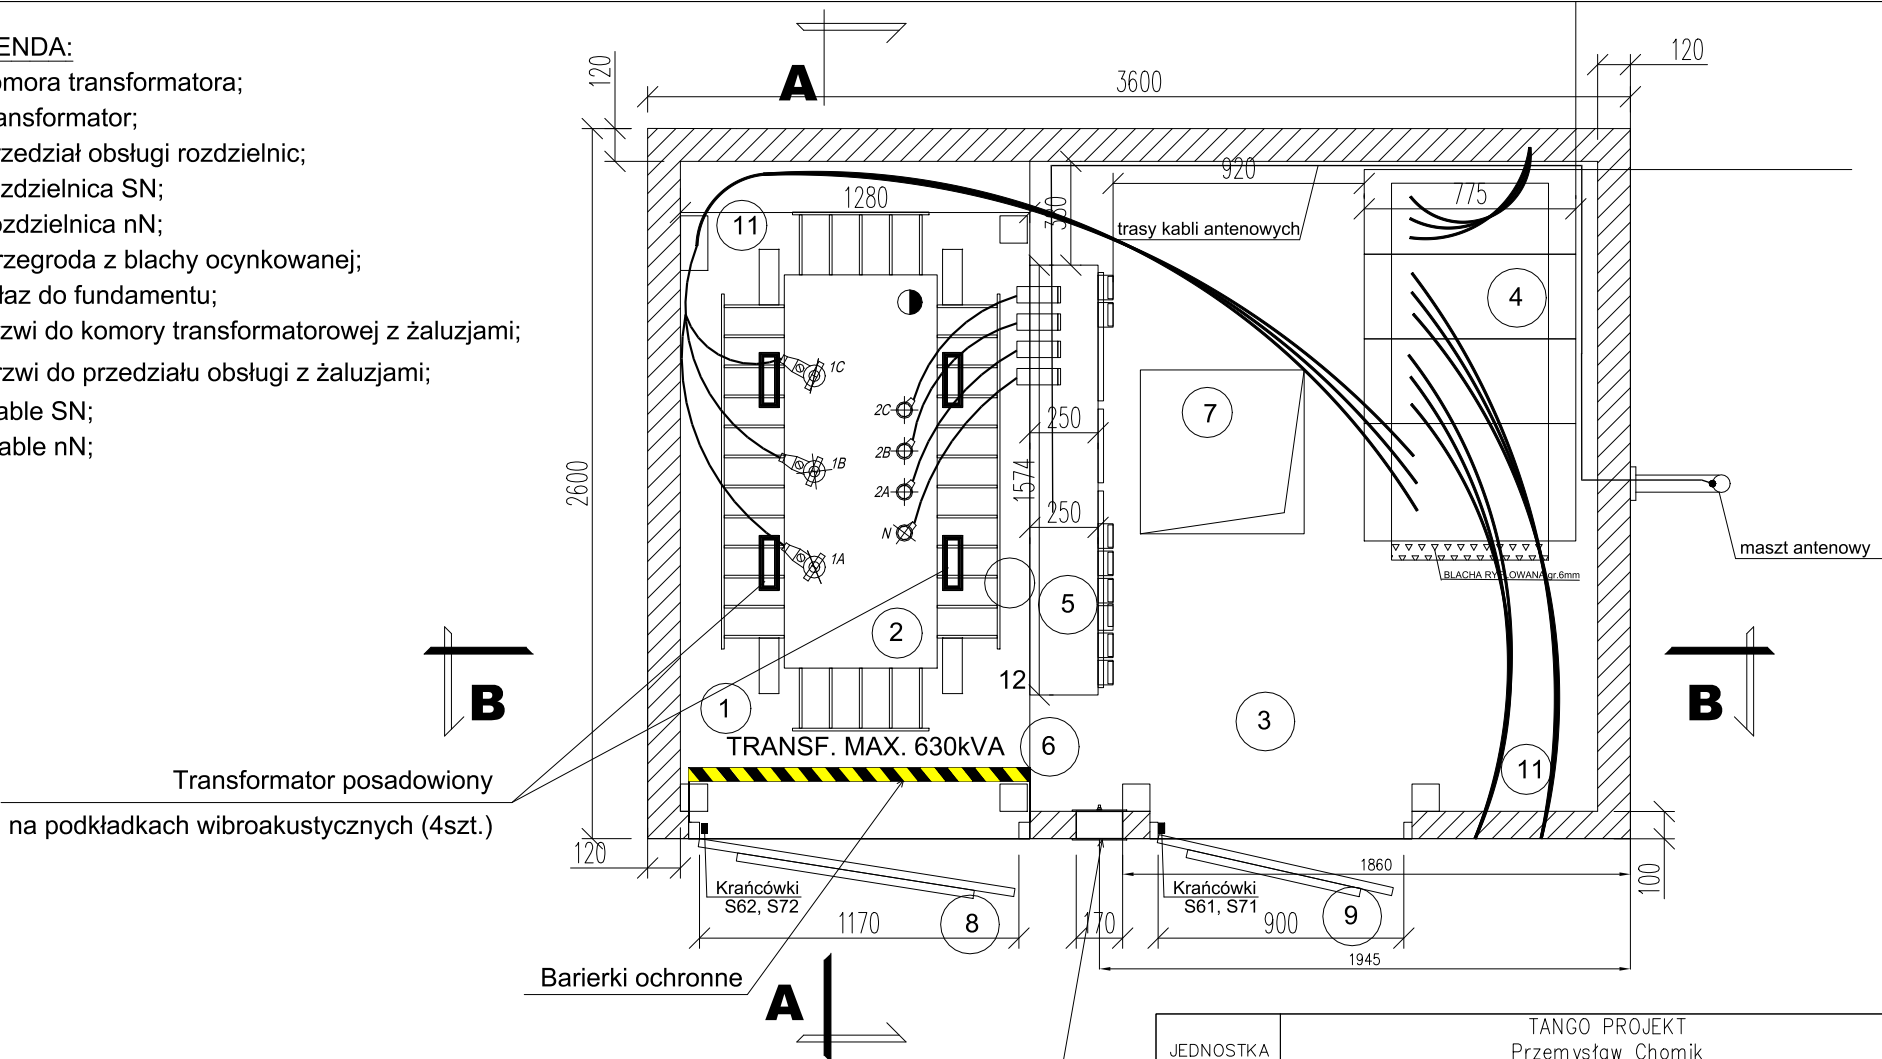 ENDA:
omora transformatora;
ansformator;
rzedział obsługi rozdzielnic;
zdzielnica SN;
ozdzielnica nN;
rzegroda z blachy ocynkowanej;
łaz do fundamentu;
rzwi do komory transformatorowej z żaluzjami;
rzwi do przedziału obsługi z żaluzjami;
able SN;
able nN;
A
120
3600
120
2600
920
775
1280
330
trasy kabli antenowych
11
4
1C
2C
7
250
2B
1B
2A
1574
250
N
1A
maszt antenowy
BLACHA RYFLOWANA gr.6mm
5
2
12
B
B
1
3
6
TRANSF. MAX. 630kVA
11
Transformator posadowiony
na podkładkach wibroakustycznych (4szt.)
120
1860
100
Krańcówki
S62, S72
Krańcówki
S61, S71
8
9
1170
170
900
1945
Barierki ochronne
A
JEDNOSTKA
TANGO PROJEKT
Przemysław Chomik